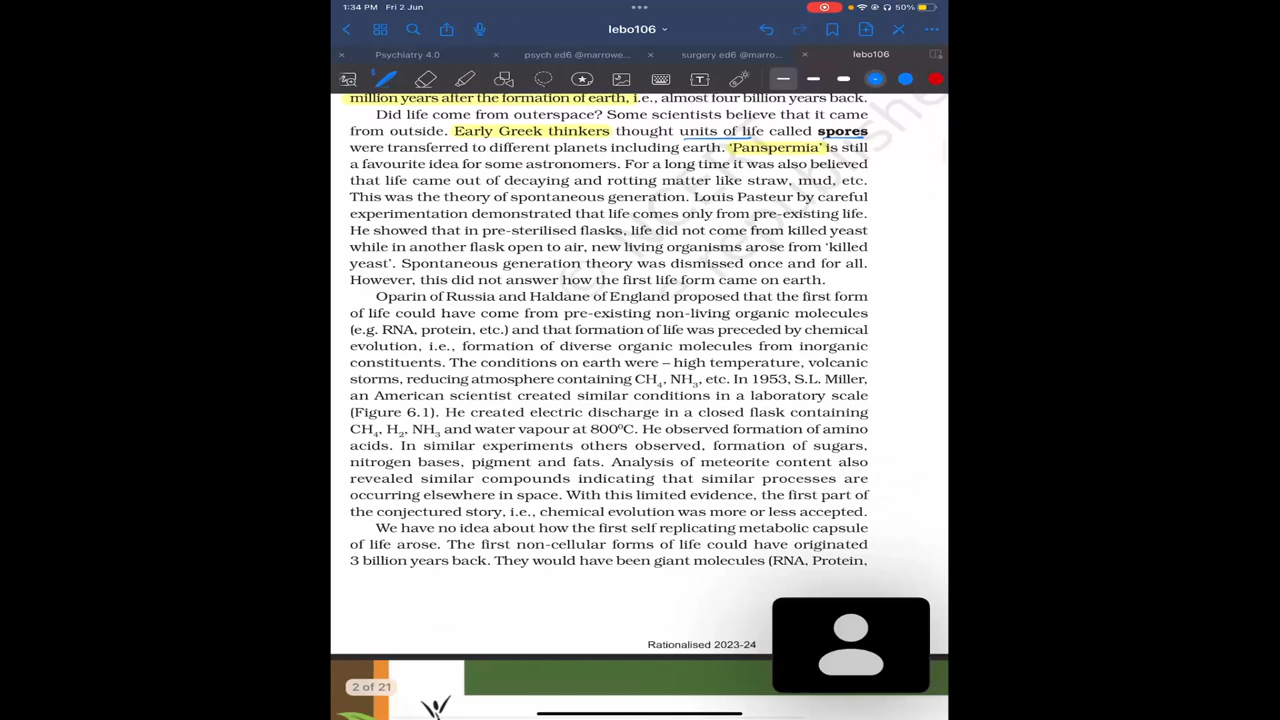 1:34 PM Fri 2 Jun
50%
lebo106
Psychiatry 4.0
psych ed6 @marrowe...
surgery ed6 @marro...
lebo106
million years after the formation of earth, i.e., almost four billion years back.
Did life come from outerspace? Some scientists believe that it came
from outside. Early Greek thinkers thought units of life called spores
were transferred to different planets including earth. ‘Panspermia’ is still
a favourite idea for some astronomers. For a long time it was also believed
that life came out of decaying and rotting matter like straw, mud, etc.
This was the theory of spontaneous generation. Louis Pasteur by careful
experimentation demonstrated that life comes only from pre-existing life.
He showed that in pre-sterilised flasks, life did not come from killed yeast
while in another flask open to air, new living organisms arose from ‘killed
yeast’. Spontaneous generation theory was dismissed once and for all.
However, this did not answer how the first life form came on earth.
Oparin of Russia and Haldane of England proposed that the first form
of life could have come from pre-existing non-living organic molecules
(e.g. RNA, protein, etc.) and that formation of life was preceded by chemical
evolution, i.e., formation of diverse organic molecules from inorganic
constituents. The conditions on earth were – high temperature, volcanic
storms, reducing atmosphere containing CH₄, NH₃, etc. In 1953, S.L. Miller,
an American scientist created similar conditions in a laboratory scale
(Figure 6.1). He created electric discharge in a closed flask containing
CH₄, H₂, NH₃ and water vapour at 800⁰C. He observed formation of amino
acids. In similar experiments others observed, formation of sugars,
nitrogen bases, pigment and fats. Analysis of meteorite content also
revealed similar compounds indicating that similar processes are
occurring elsewhere in space. With this limited evidence, the first part of
the conjectured story, i.e., chemical evolution was more or less accepted.
We have no idea about how the first self replicating metabolic capsule
of life arose. The first non-cellular forms of life could have originated
3 billion years back. They would have been giant molecules (RNA, Protein,
Rationalised 2023-24
2 of 21
© NCERT
republishe